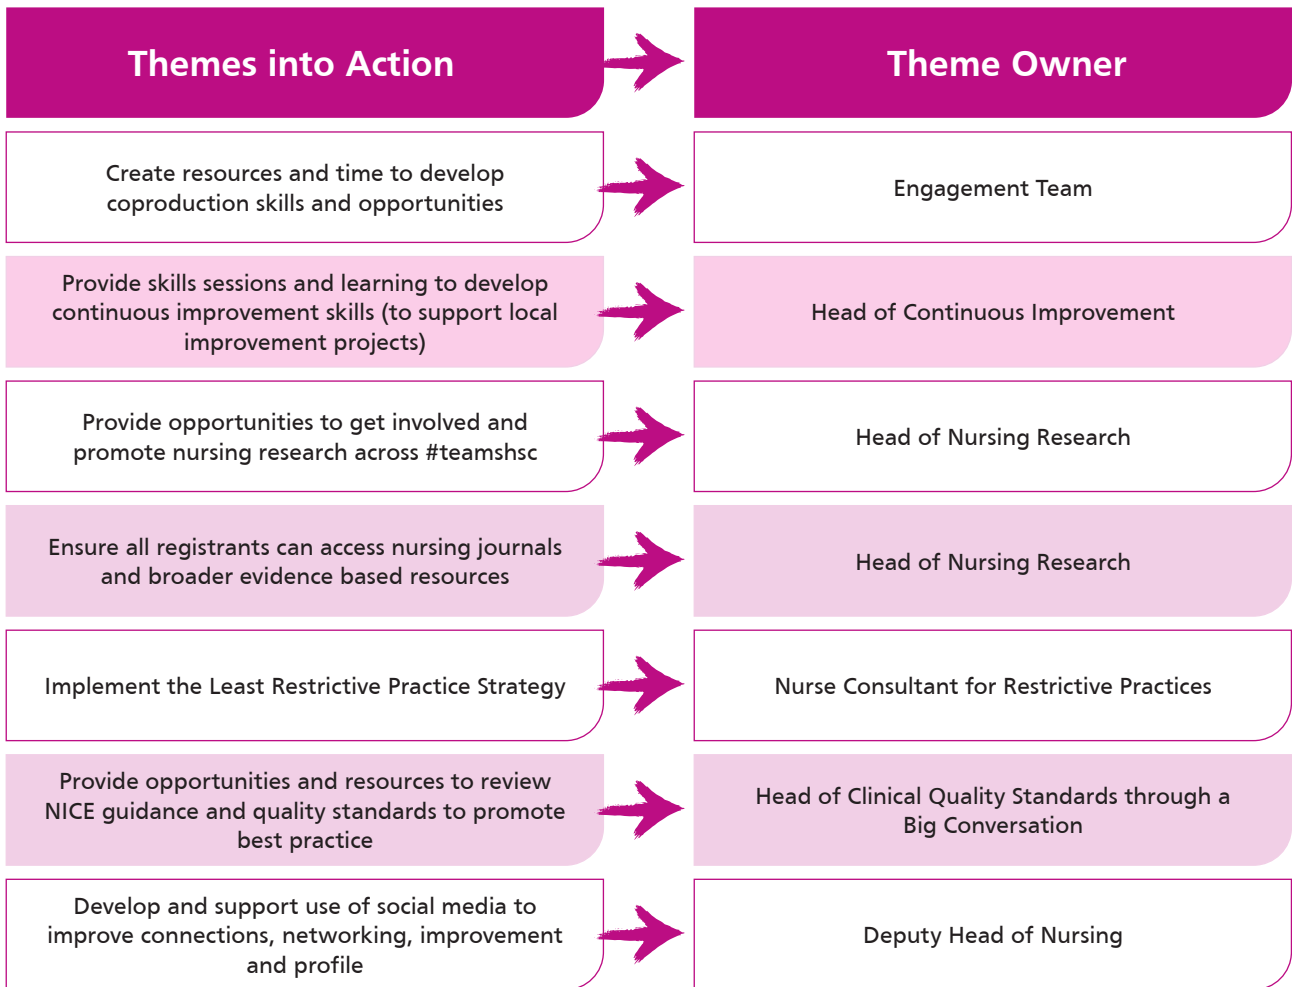 Themes into Action
Theme Owner
Create resources and time to develop
coproduction skills and opportunities
Engagement Team
Provide skills sessions and learning to develop
continuous improvement skills (to support local
improvement projects)
Head of Continuous Improvement
Provide opportunities to get involved and
promote nursing research across #teamshsc
Head of Nursing Research
Ensure all registrants can access nursing journals
and broader evidence based resources
Head of Nursing Research
Implement the Least Restrictive Practice Strategy
Nurse Consultant for Restrictive Practices
Provide opportunities and resources to review
NICE guidance and quality standards to promote
best practice
Head of Clinical Quality Standards through a
Big Conversation
Develop and support use of social media to
improve connections, networking, improvement
and profile
Deputy Head of Nursing